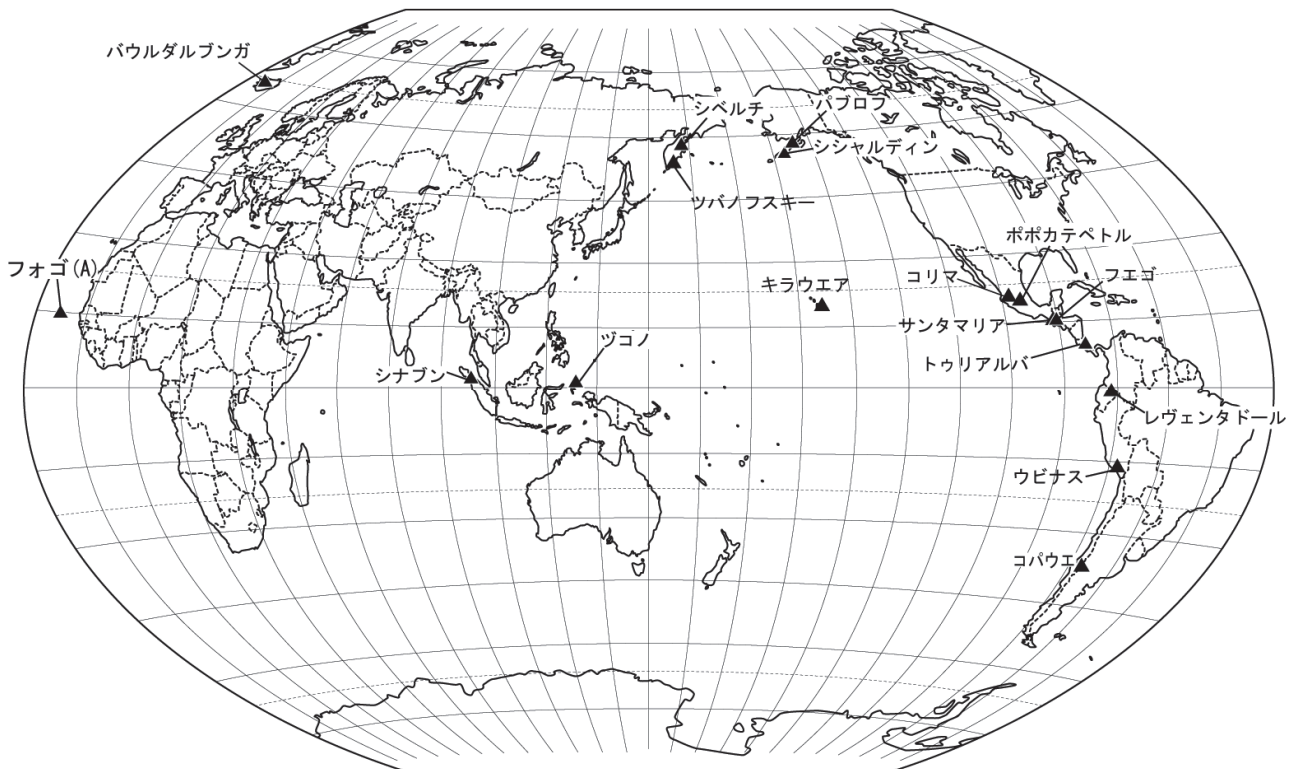 バウルダルブンガ
シベルチ
パブロフ
シシャルディン
ツパノフスキー
ポポカテペトル
フォゴ(A)
コリマ
フエゴ
キラウエア
サンタマリア
ヅコノ
トゥリアルバ
シナブン
レヴェンタドール
ウビナス
コパウエ